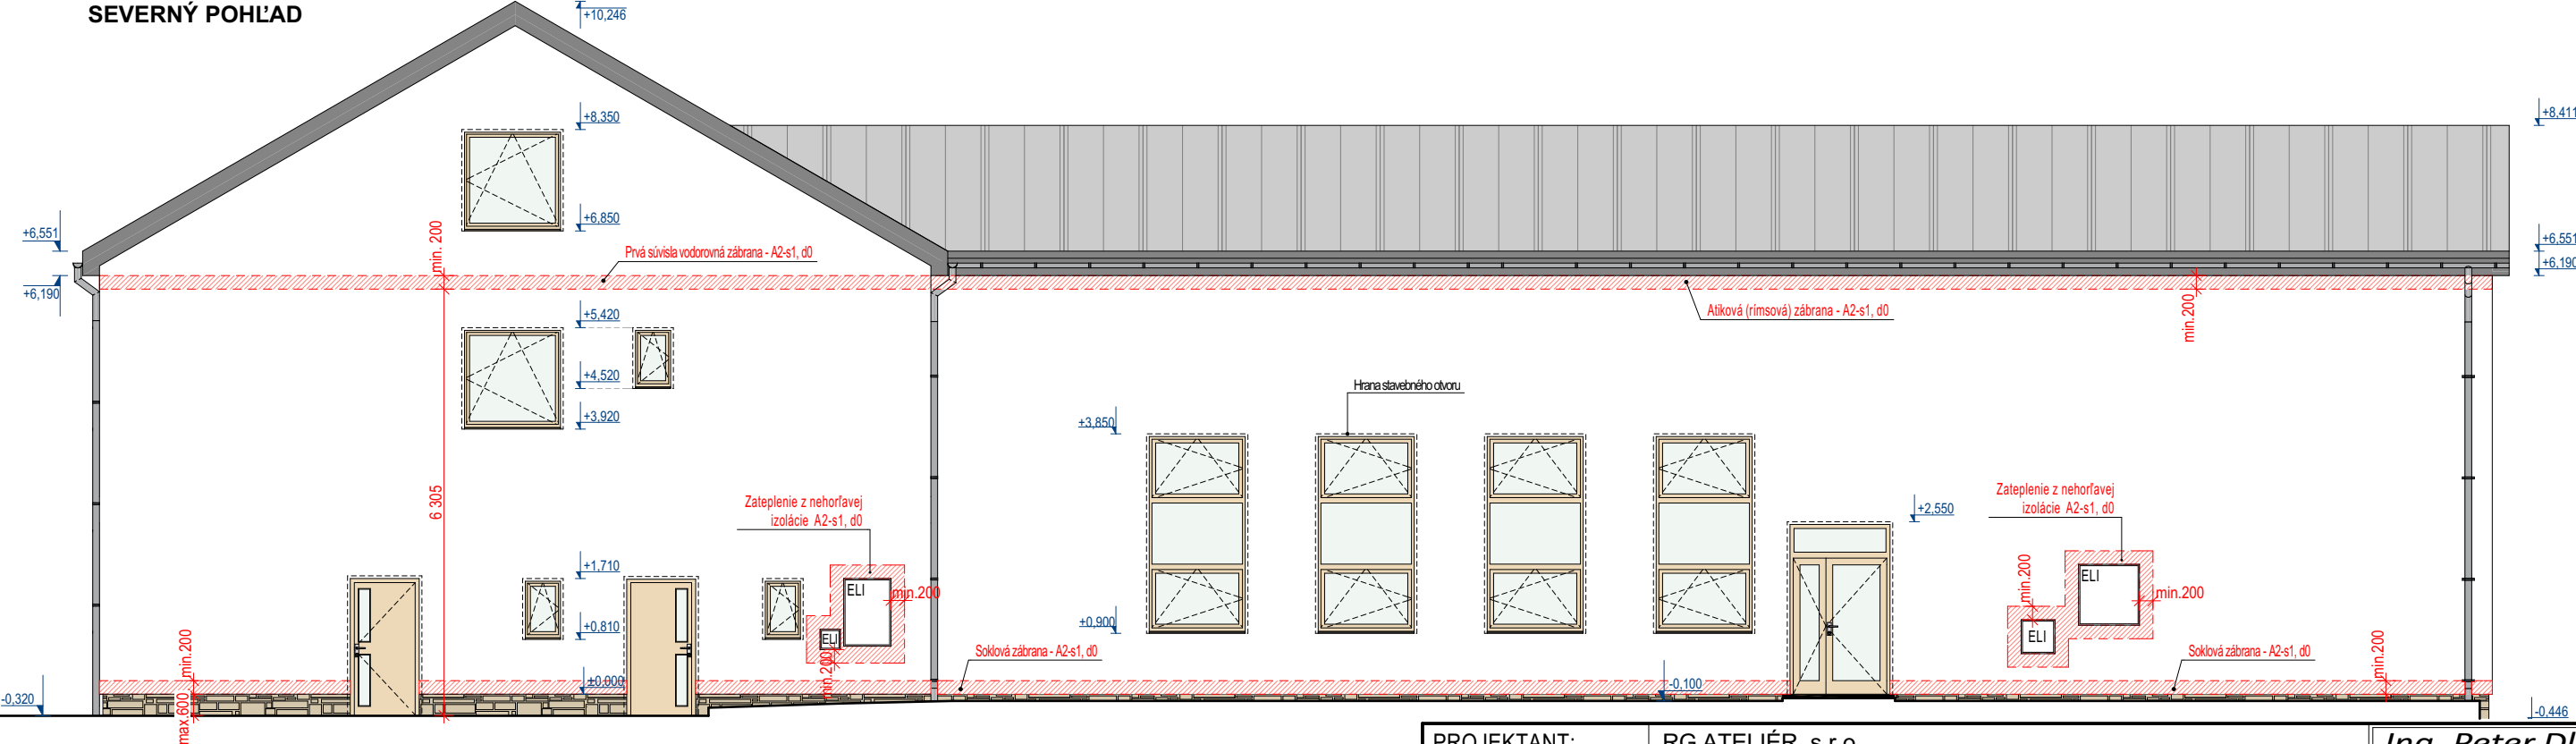 SEVERNÝ POHĽAD
+10,246
+8,350
+8,411
+6,850
+6,551
min. 200
Prvá súvisla vodorovná zábrana - A2-s1, d0
+6,551
+6,190
+6,190
+5,420
Atiková (rímsová) zábrana - A2-s1, d0
min.200
+4,520
+3,920
Hrana stavebného otvoru
+3,850
6 305
Zateplenie z nehorľavej
izolácie A2-s1, d0
+2,550
Zateplenie z nehorľavej
izolácie A2-s1, d0
+1,710
ELI
min.200
ELI
min.200
min.200
+0,810
+0,900
ELI
ELI
min.200
min.200
Soklová zábrana - A2-s1, d0
Soklová zábrana - A2-s1, d0
min.200
±0,000
-0,100
-0,320
max.600
-0,446
PROJEKTANT:
RG ATELIÉR, s.r.o.
Ing. Peter